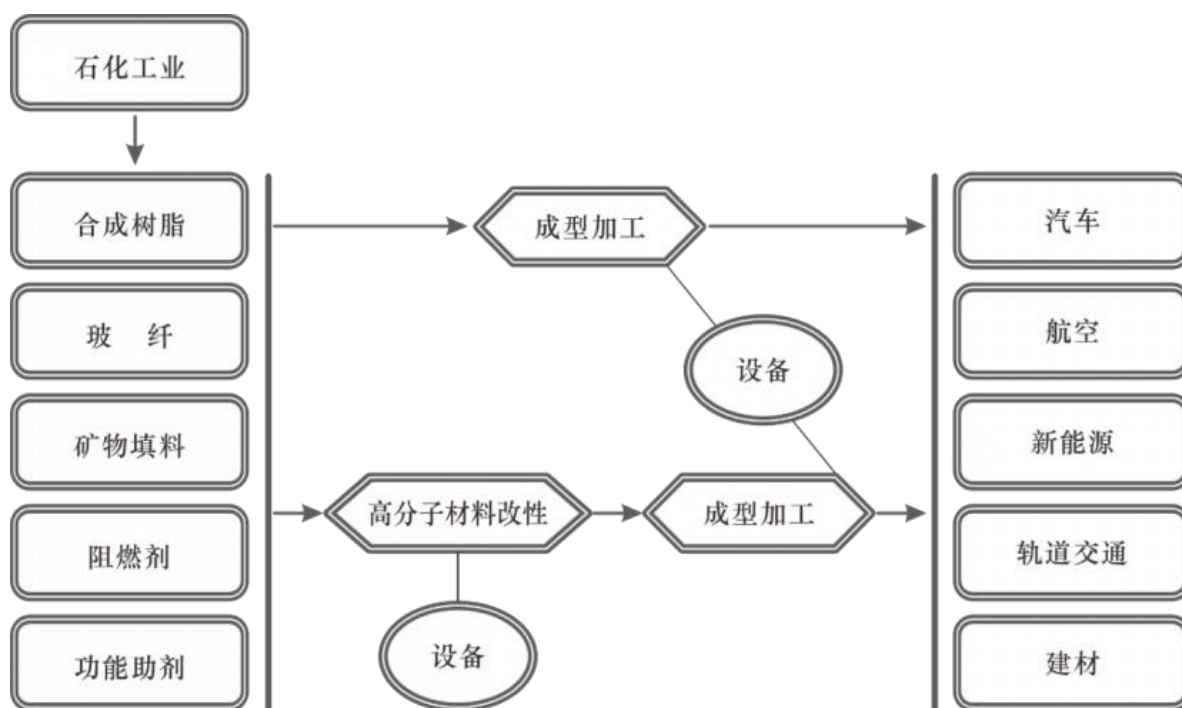 石化工业
合成树脂
玻 纤
矿物填料
阻燃剂
功能助剂
成型加工
设备
高分子材料改性
成型加工
设备
汽车
航空
新能源
轨道交通
建材